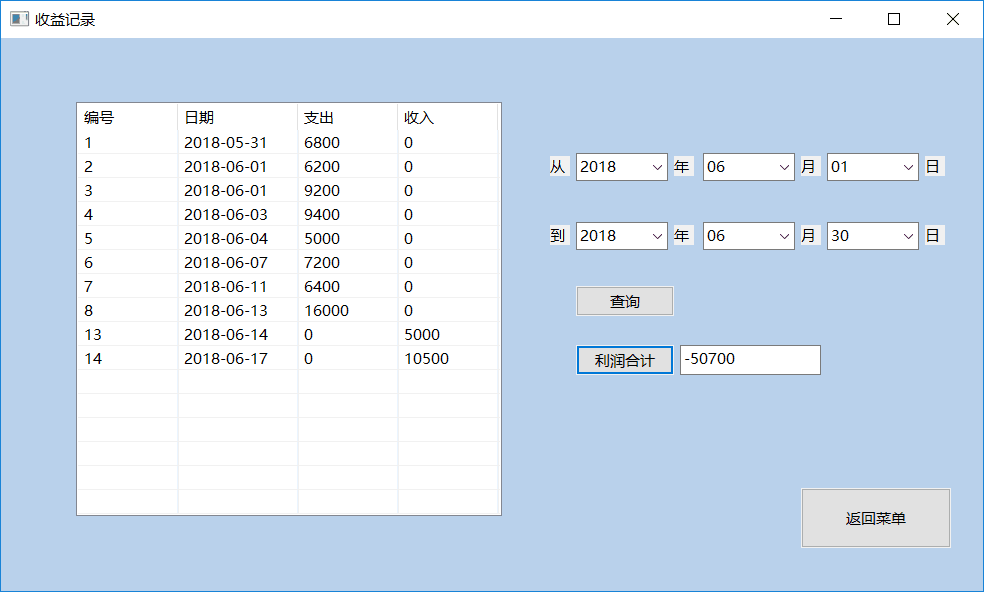 收益记录
编号 日期 支出 收入
1 2018-05-31 6800 0
2 2018-06-01 6200 0
3 2018-06-01 9200 0
4 2018-06-03 9400 0
5 2018-06-04 5000 0
6 2018-06-07 7200 0
7 2018-06-11 6400 0
8 2018-06-13 16000 0
13 2018-06-14 0 5000
14 2018-06-17 0 10500
从 2018 年 06 月 01 日
到 2018 年 06 月 30 日
查询
利润合计 -50700
返回菜单